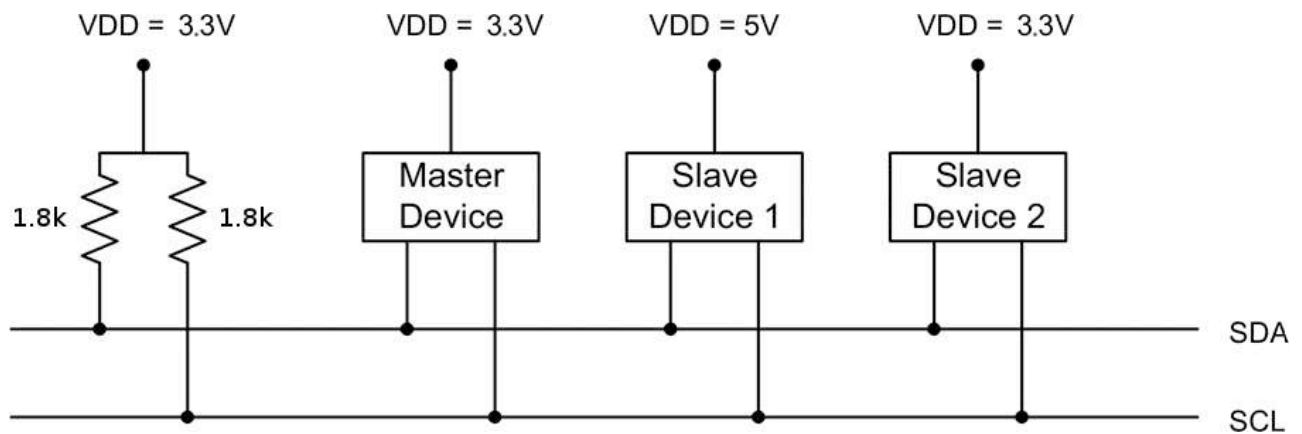 VDD = 3.3V
VDD = 3.3V
VDD = 5V
VDD = 3.3V
1.8k
1.8k
Master
Device
Slave
Device 1
Slave
Device 2
SDA
SCL